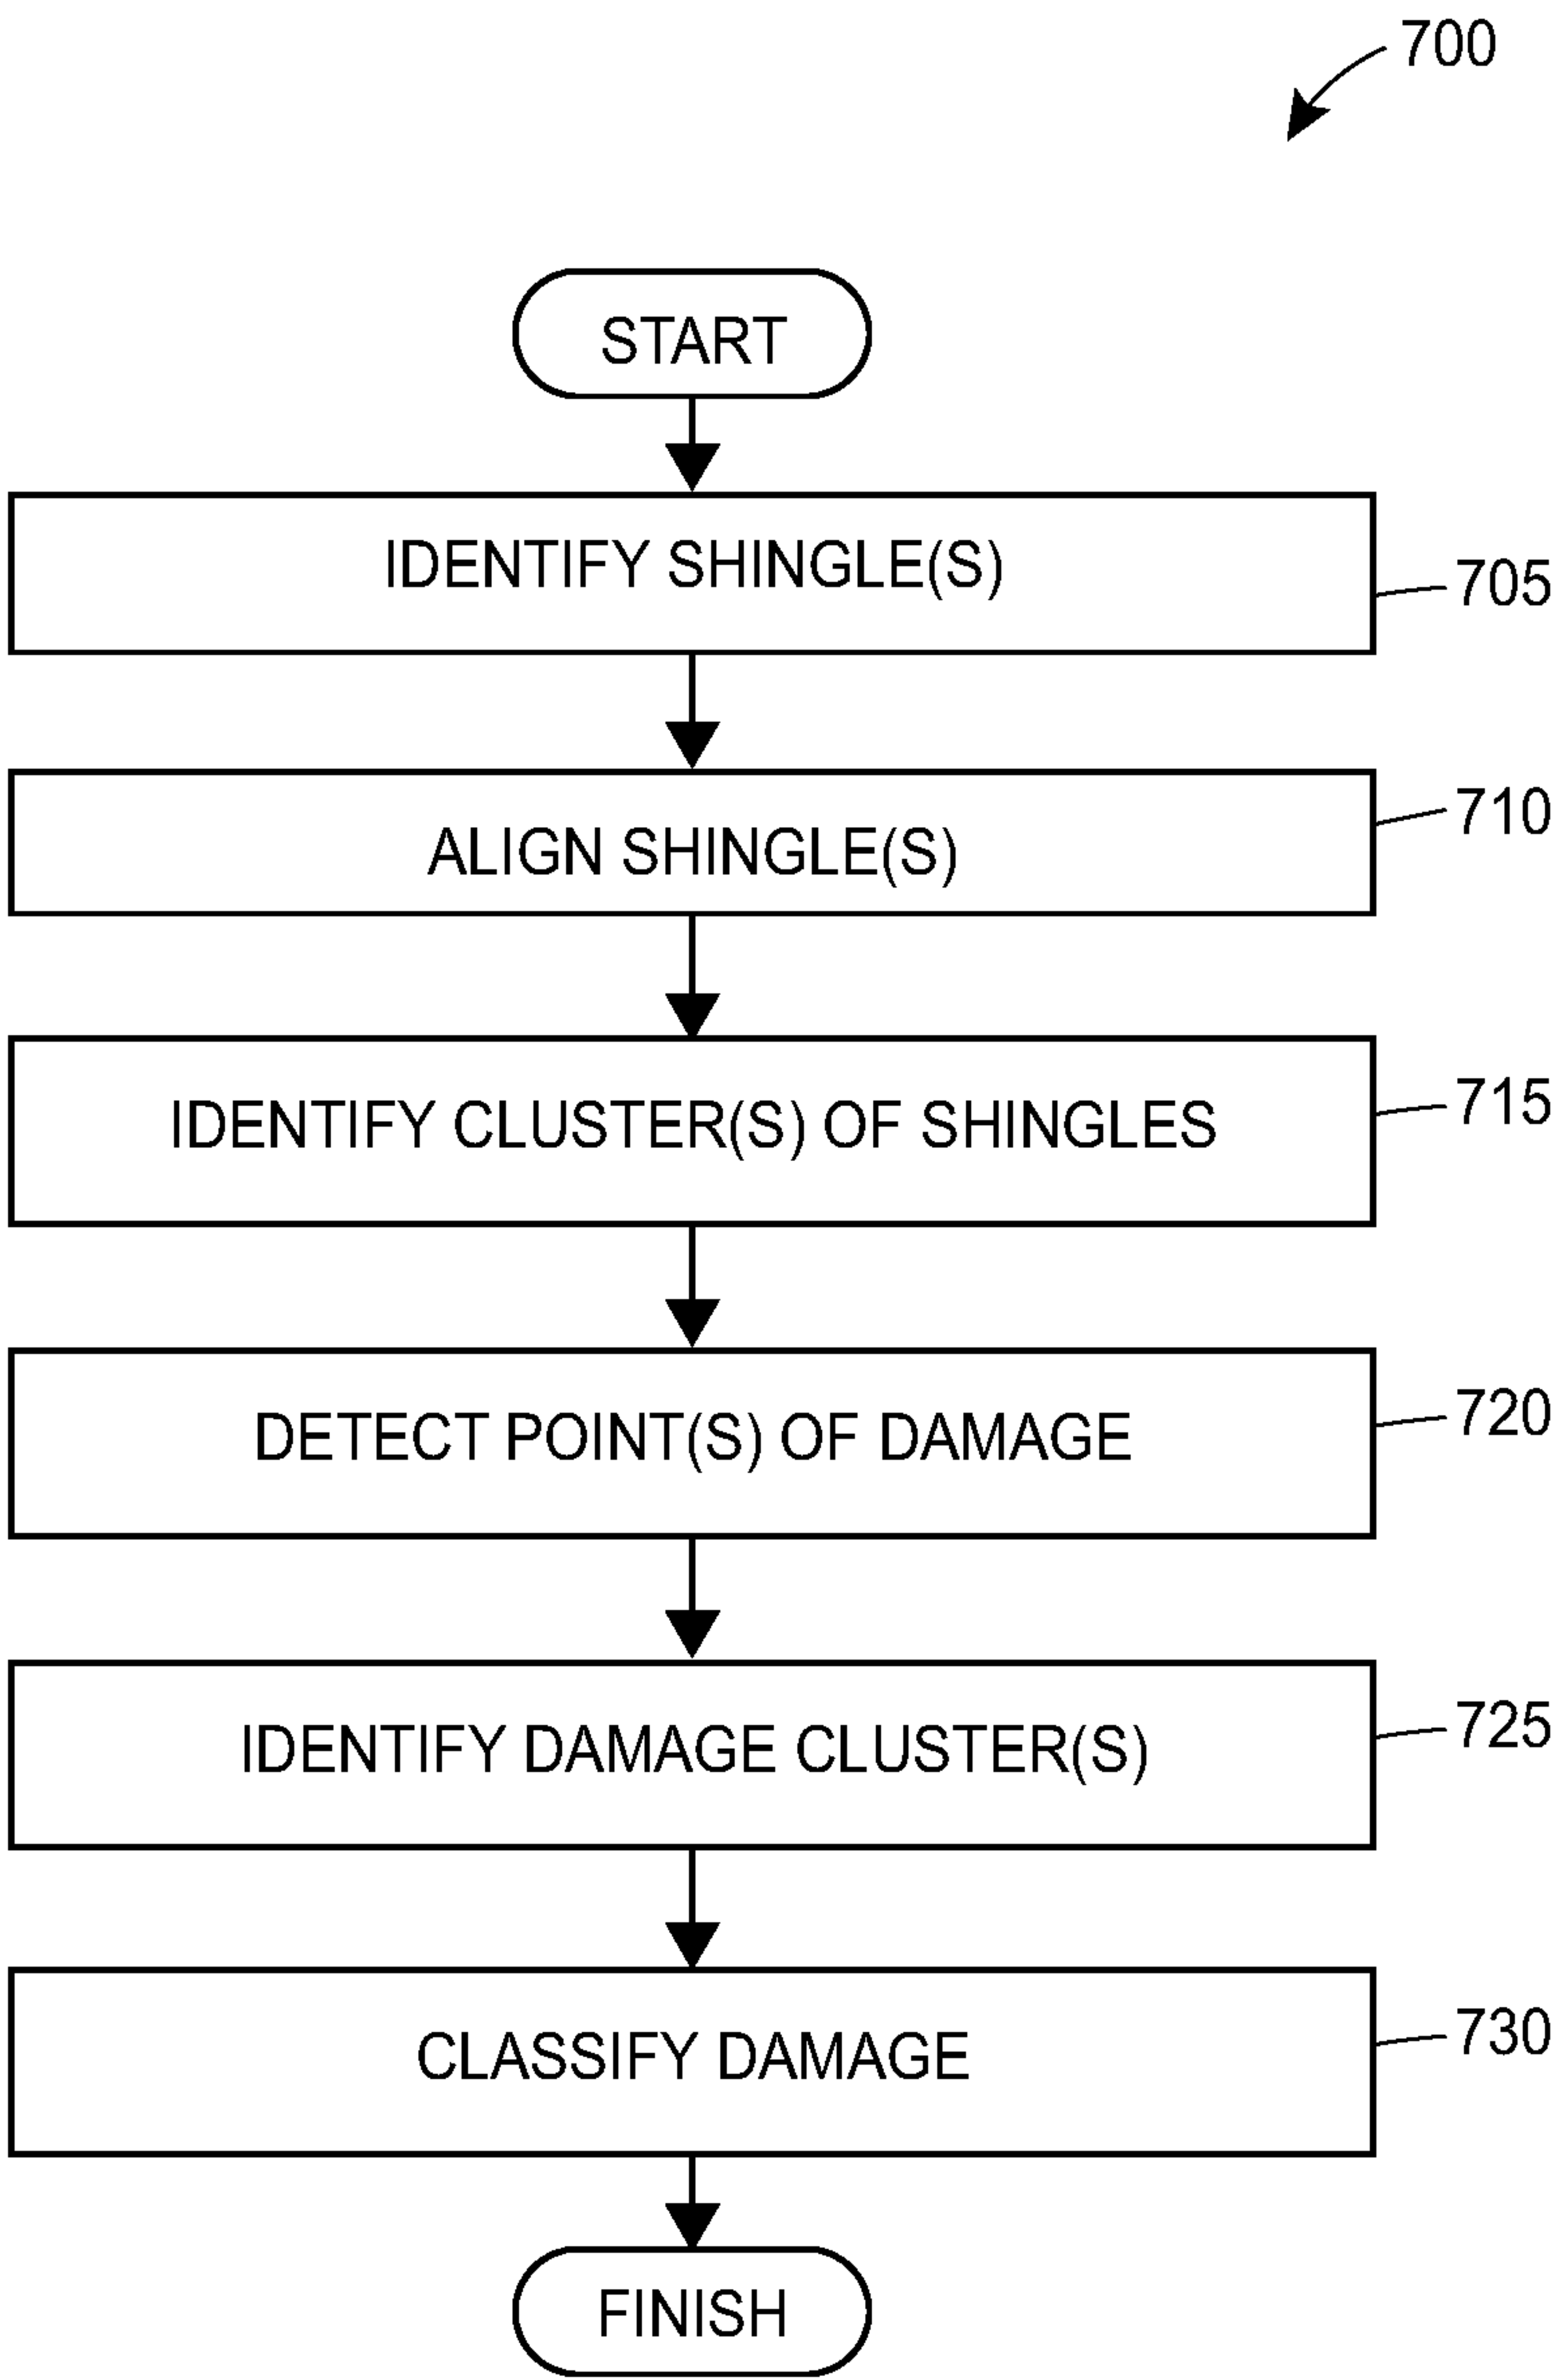 700
START
IDENTIFY SHINGLE(S)
705
ALIGN SHINGLE(S)
710
IDENTIFY CLUSTER(S) OF SHINGLES
715
DETECT POINT(S) OF DAMAGE
720
IDENTIFY DAMAGE CLUSTER(S)
725
CLASSIFY DAMAGE
730
FINISH